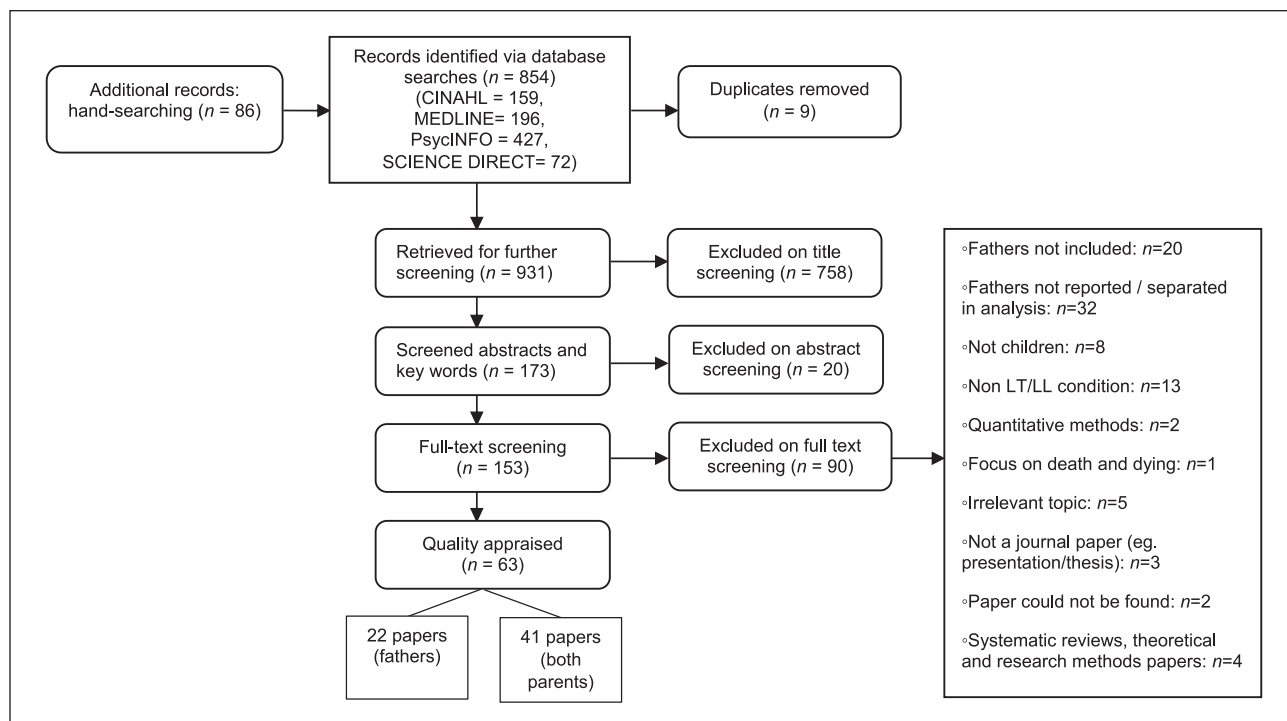 Additional records:
hand-searching (n = 86)
Records identified via database
searches (n = 854)
(CINAHL = 159,
MEDLINE= 196,
PsycINFO = 427,
SCIENCE DIRECT= 72)
Duplicates removed
(n = 9)
Retrieved for further
screening (n = 931)
Excluded on title
screening (n = 758)
Screened abstracts and
key words (n = 173)
Excluded on abstract
screening (n = 20)
Full-text screening
(n = 153)
Excluded on full text
screening (n = 90)
◦Fathers not included: n=20
◦Fathers not reported / separated
in analysis: n=32
◦Not children: n=8
◦Non LT/LL condition: n=13
◦Quantitative methods: n=2
◦Focus on death and dying: n=1
◦Irrelevant topic: n=5
◦Not a journal paper (eg.
presentation/thesis): n=3
◦Paper could not be found: n=2
◦Systematic reviews, theoretical
and research methods papers: n=4
Quality appraised
(n = 63)
22 papers
(fathers)
41 papers
(both
parents)